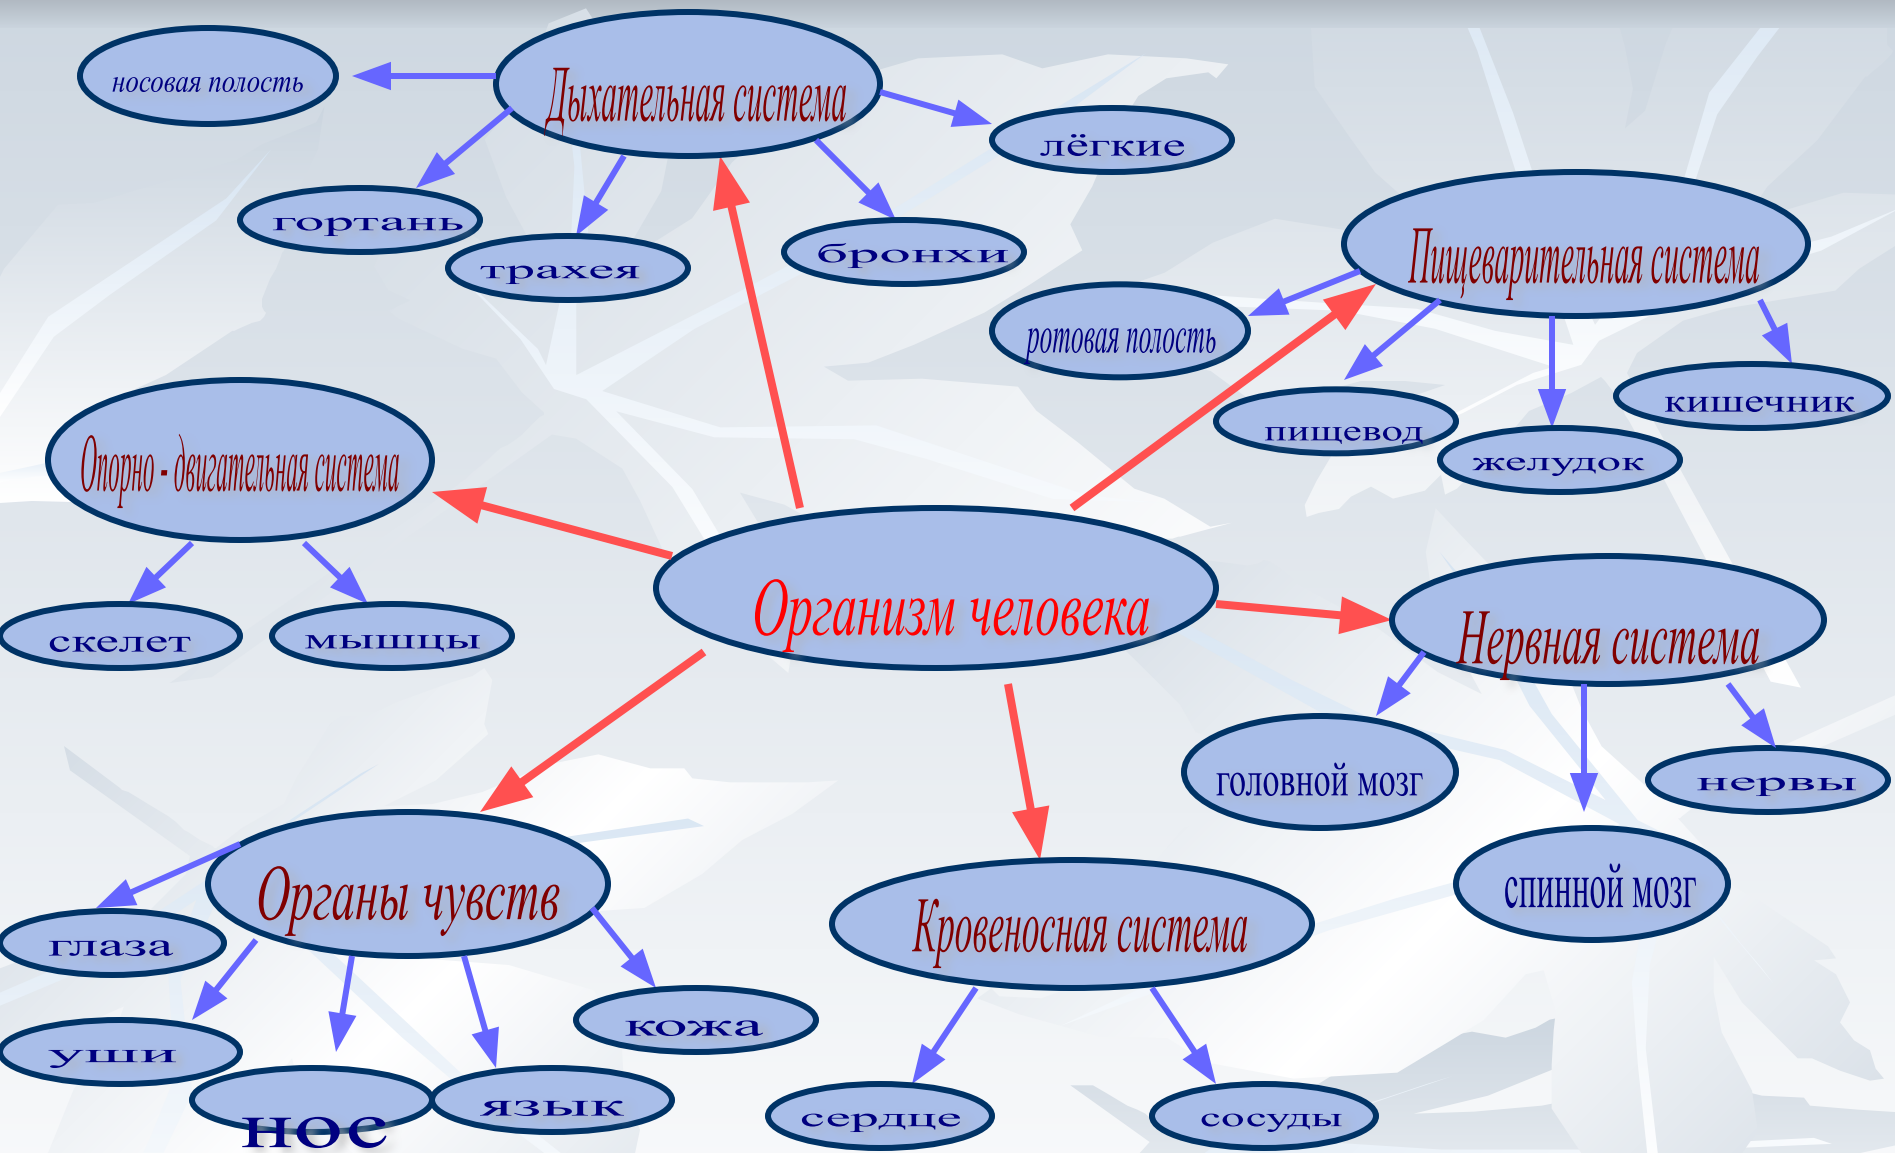 носовая полость
Дыхательная система
лёгкие
гортань
трахея
бронхи
Пищеварительная система
ротовая полость
пищевод
желудок
кишечник
Опорно - двигательная система
скелет
мышцы
Организм человека
Нервная система
головной мозг
спинной мозг
нервы
Органы чувств
глаза
уши
нос
язык
кожа
Кровеносная система
сердце
сосуды